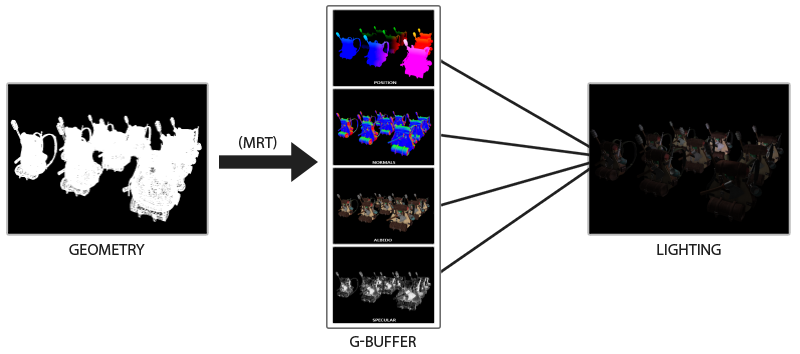 GEOMETRY
(MRT)
POSITION
NORMALS
ALBEDO
SPECULAR
G-BUFFER
LIGHTING